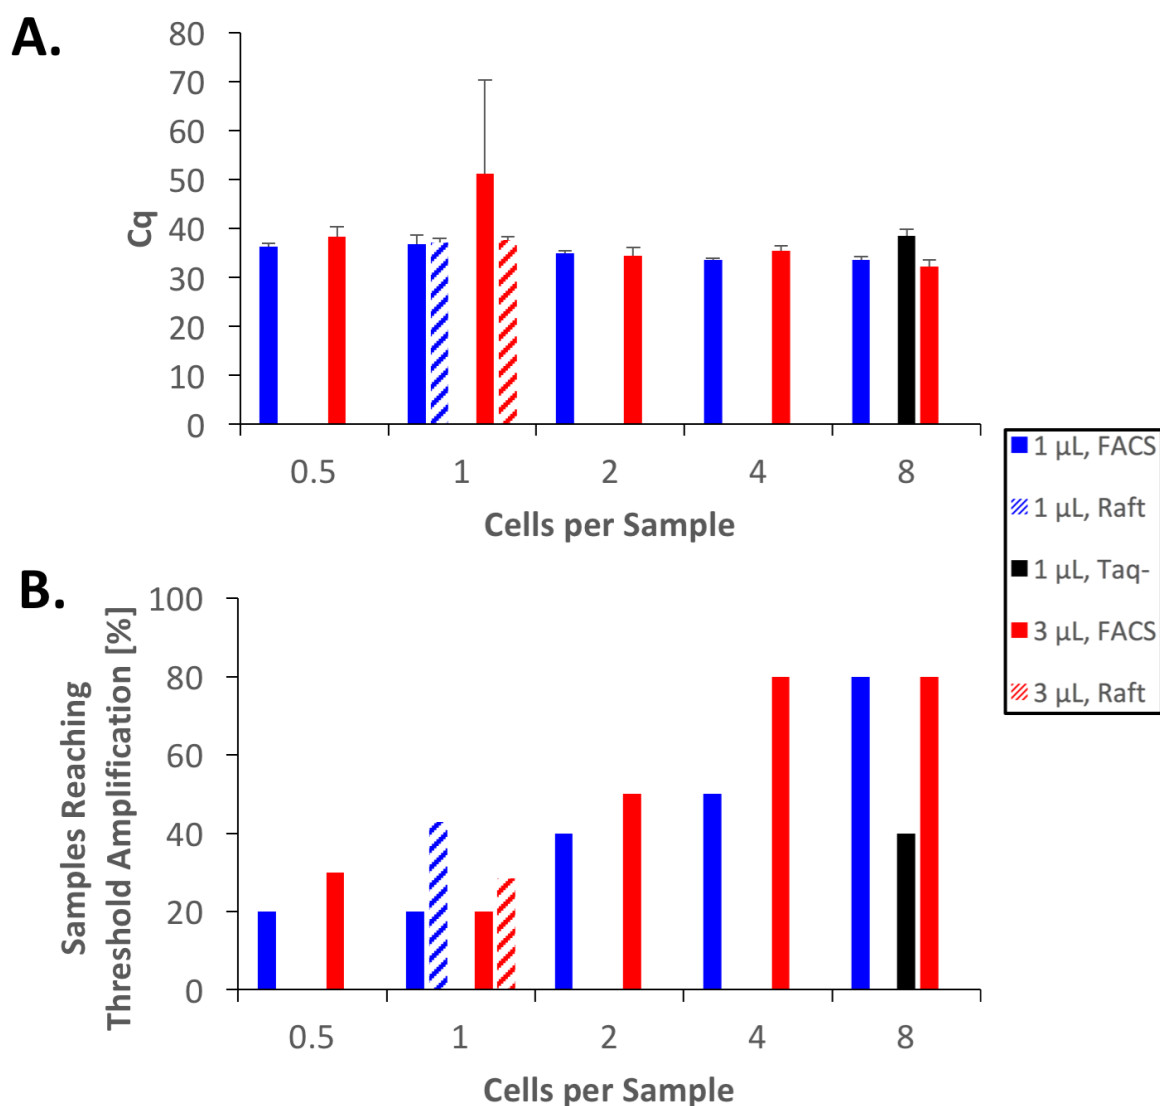 A.
80
70
60
50
40
30
20
10
0
Cq
0.5 1 2 4 8
Cells per Sample
1 µL, FACS
1 µL, Raft
1 µL, Taq-
3 µL, FACS
3 µL, Raft
B.
100
80
60
40
20
0
Samples Reaching
Threshold Amplification [%]
0.5 1 2 4 8
Cells per Sample